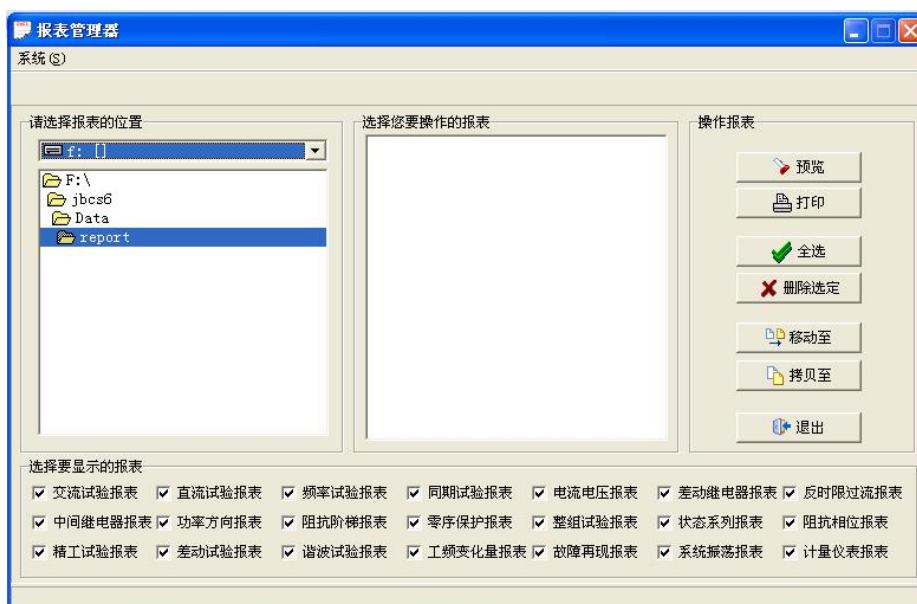 报表管理器
系统(S)
请选择报表的位置
f: []
F:\
jbcs6
Data
report
选择您要操作的报表
操作报表
预览
打印
全选
删除选定
移动至
拷贝至
退出
选择要显示的报表
交流试验报表 直流试验报表 频率试验报表 同期试验报表 电流电压报表 差动继电器报表 反时限过流报表
中间继电器报表 功率方向报表 阻抗阶梯报表 零序保护报表 整组试验报表 状态系列报表 阻抗相位报表
精工试验报表 差动试验报表 谐波试验报表 工频变化量报表 故障再现报表 系统振荡报表 计量仪表报表